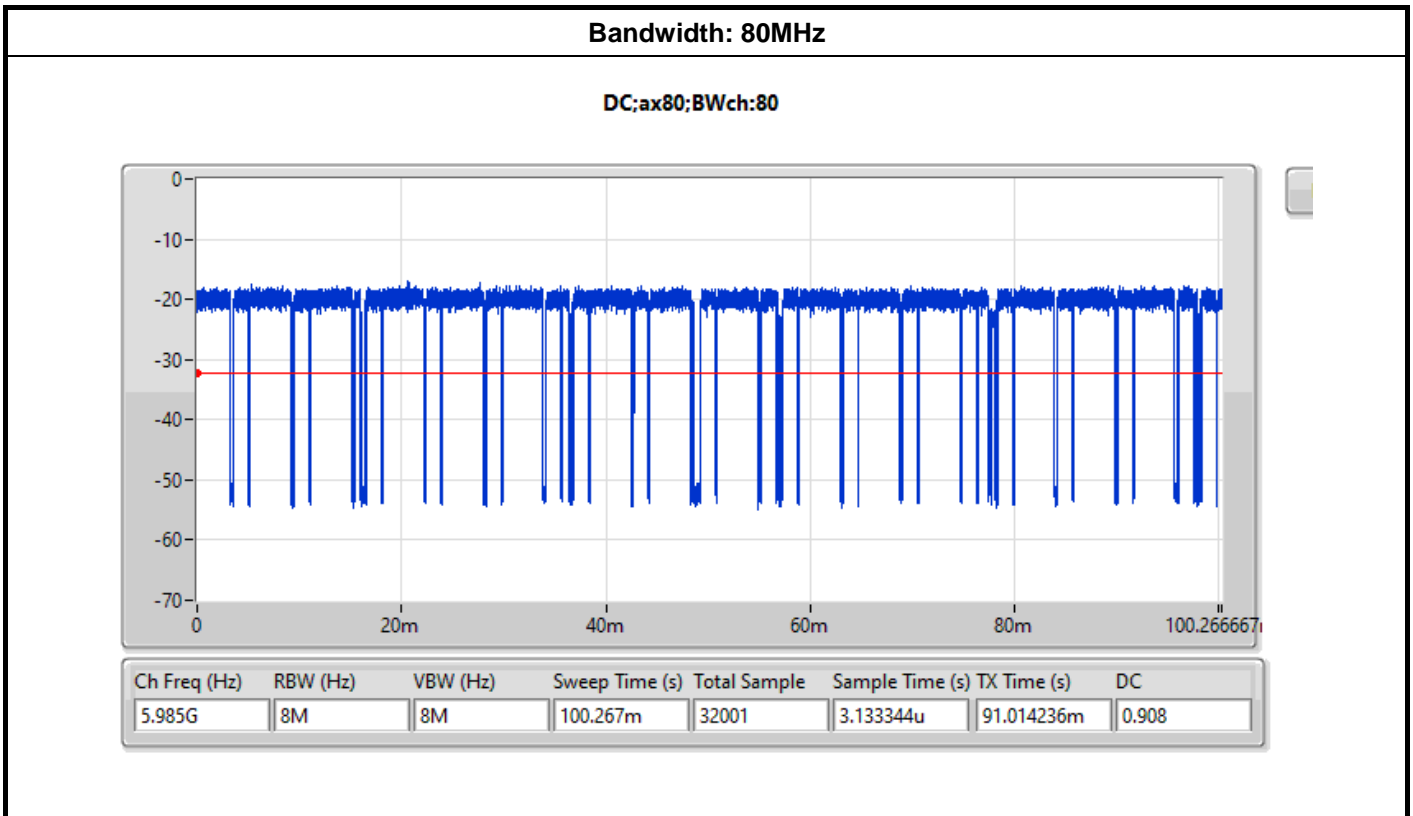 Bandwidth: 80MHz
DC;ax80;BWch:80
0
-10
-20
-30
-40
-50
-60
-70
0 20m 40m 60m 80m 100.266667
Ch Freq (Hz) RBW (Hz) VBW (Hz) Sweep Time (s) Total Sample Sample Time (s) TX Time (s) DC
5.985G 8M 8M 100.267m 32001 3.133344u 91.014236m 0.908